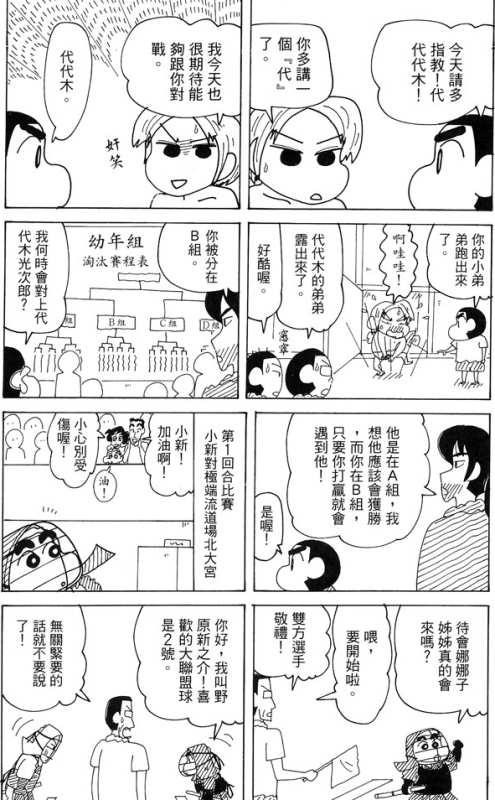 今天請多
指教!代
代木!
你多講一
個『代』
了。
我今天也
很期待能
夠跟你對
戰。
奸笑
代代木。
你的小弟
弟跑出來
了。
啊哇哇!
代代木的弟弟
露出來了。
好酷喔。
你被分在
B組。
幼年組
淘汰賽程表
B組
C組
D組
我何時會對上代
代木光次郎?
他是在A組,我
想他應該會獲勝
,而你在B組,
只要你打贏就會
遇到他!
是喔!
第1回合比賽
小新對極端流道場北大宮
小新!
加油啊!
小心別受
傷喔!
油!
待會娜娜子
姊姊真的會
來嗎?
喂,
要開始啦。
雙方選手
敬禮!
你好,我叫野
原新之介!喜
歡的大聯盟球
是2號。
無關緊要的
話就不要說
了!